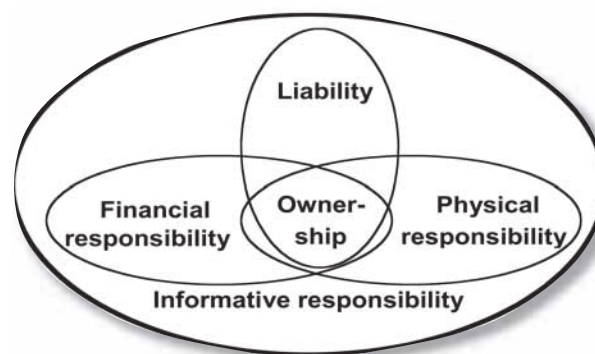 Liability
Financial
responsibility
Owner-
ship
Physical
responsibility
Informative responsibility